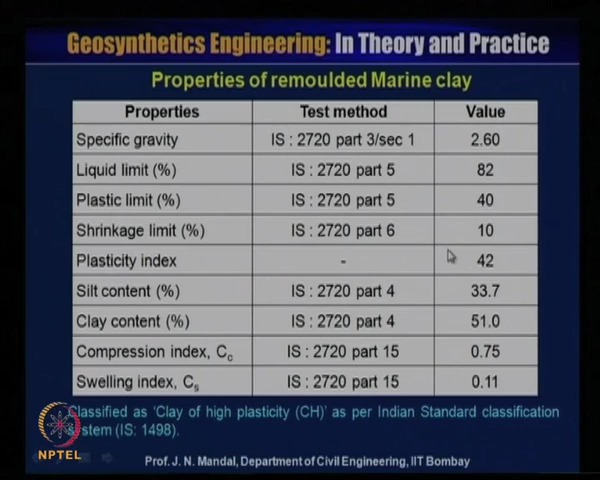 Geosynthetics Engineering: In Theory and Practice
Properties of remoulded Marine clay
Properties Test method Value
Specific gravity IS : 2720 part 3/sec 1 2.60
Liquid limit (%) IS : 2720 part 5 82
Plastic limit (%) IS : 2720 part 5 40
Shrinkage limit (%) IS : 2720 part 6 10
Plasticity index - 42
Silt content (%) IS : 2720 part 4 33.7
Clay content (%) IS : 2720 part 4 51.0
Compression index, Cc IS : 2720 part 15 0.75
Swelling index, Cs IS : 2720 part 15 0.11
Classified as 'Clay of high plasticity (CH)' as per Indian Standard classification
system (IS: 1498).
NPTEL
Prof. J. N. Mandal, Department of Civil Engineering, IIT Bombay